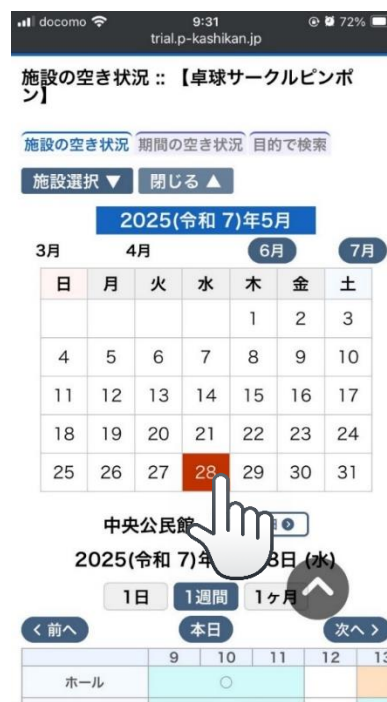 docomo 9:31 72%
trial.p-kashikan.jp
施設の空き状況 :: 【卓球サークルピンポ
ン】
施設の空き状況 期間の空き状況 目的で検索
施設選択 ▼ 閉じる ▲
2025(令和 7)年5月
3月 4月 6月 7月
日 月 火 水 木 金 土
1 2 3
4 5 6 7 8 9 10
11 12 13 14 15 16 17
18 19 20 21 22 23 24
25 26 27 28 29 30 31
中央公民館
2025(令和 7)年 8日 (水)
1日 1週間 1ヶ月
前へ 本日 次へ
9 10 11 12 13
ホール ○